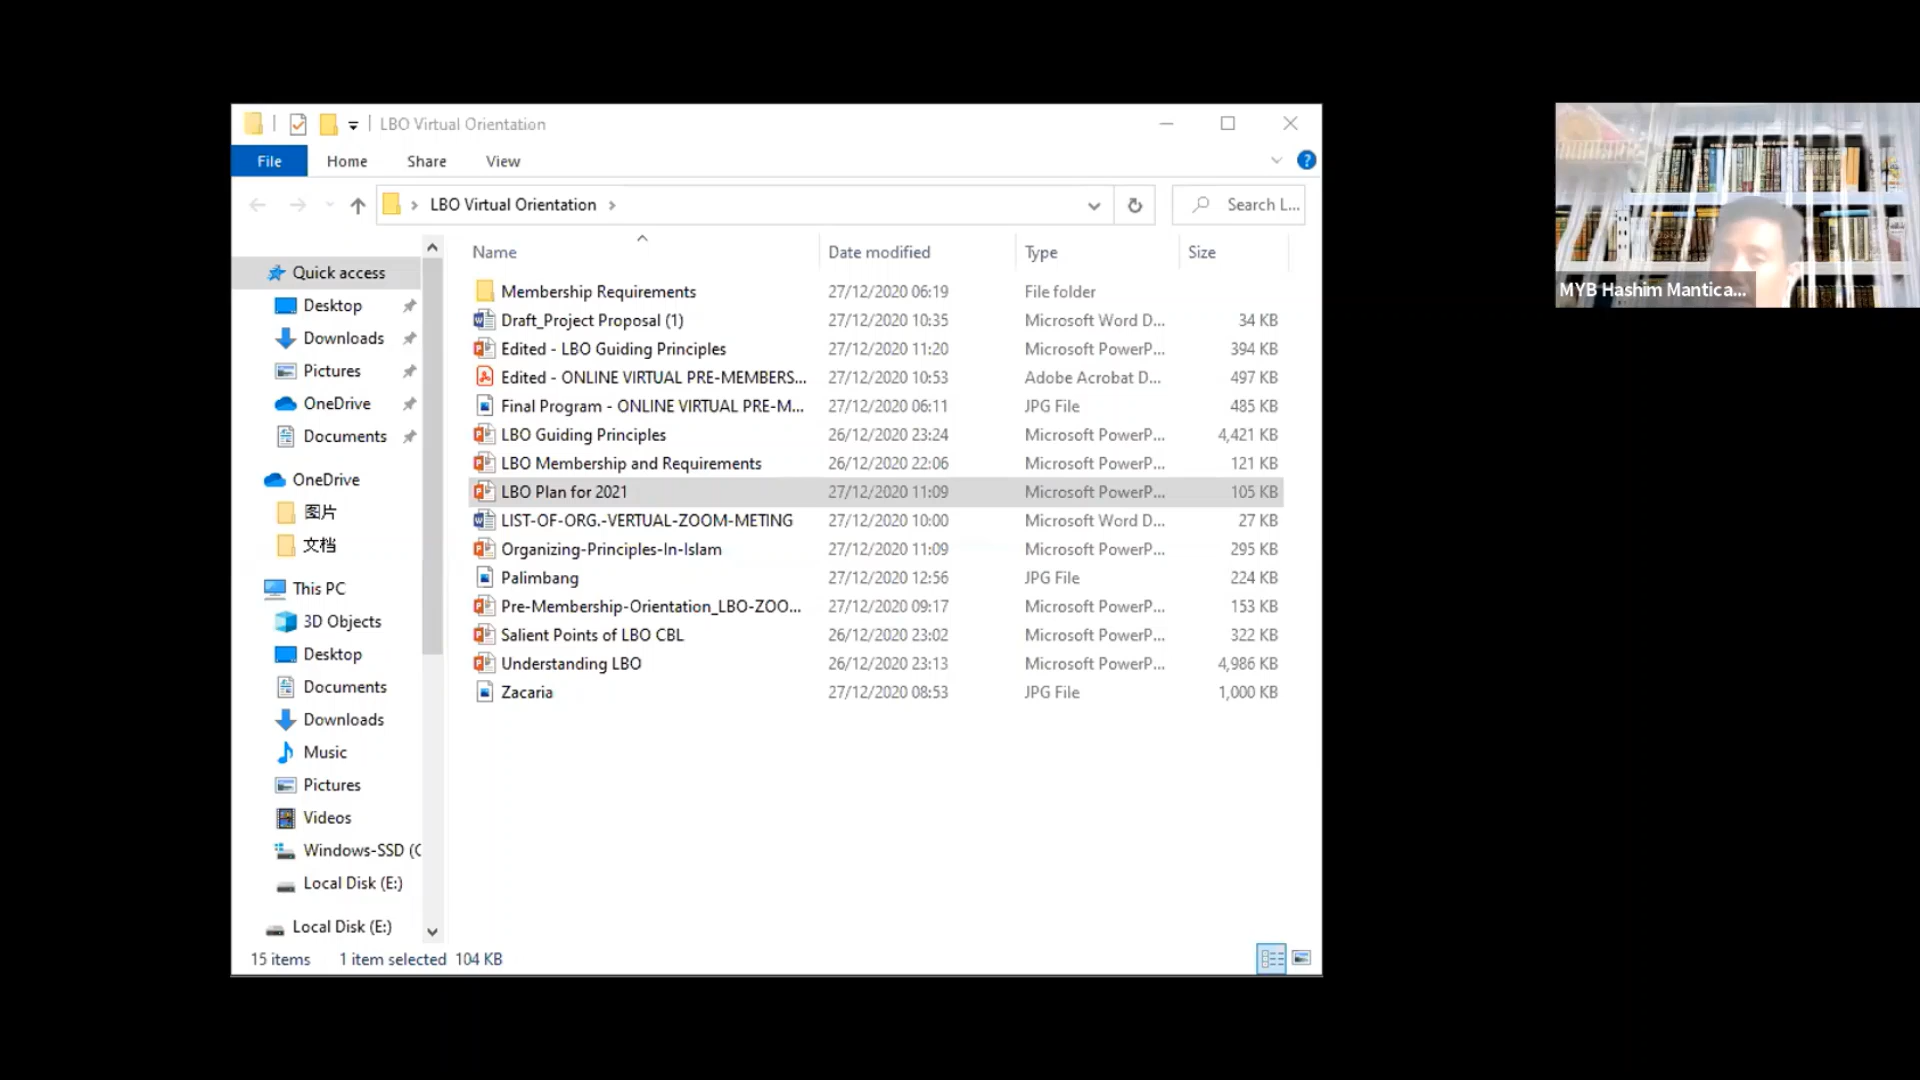 LBO Virtual Orientation
File Home Share View
LBO Virtual Orientation
Search L...
Name Date modified Type Size
Quick access
Desktop
Downloads
Pictures
OneDrive
Documents
OneDrive
图片
文档
This PC
3D Objects
Desktop
Documents
Downloads
Music
Pictures
Videos
Windows-SSD (C
Local Disk (E:)
Local Disk (E:)
Membership Requirements 27/12/2020 06:19 File folder
Draft_Project Proposal (1) 27/12/2020 10:35 Microsoft Word D... 34 KB
Edited - LBO Guiding Principles 27/12/2020 11:20 Microsoft PowerP... 394 KB
Edited - ONLINE VIRTUAL PRE-MEMBERS... 27/12/2020 10:53 Adobe Acrobat D... 497 KB
Final Program - ONLINE VIRTUAL PRE-M... 27/12/2020 06:11 JPG File 485 KB
LBO Guiding Principles 26/12/2020 23:24 Microsoft PowerP... 4,421 KB
LBO Membership and Requirements 26/12/2020 22:06 Microsoft PowerP... 121 KB
LBO Plan for 2021 27/12/2020 11:09 Microsoft PowerP... 105 KB
LIST-OF-ORG.-VERTUAL-ZOOM-METING 27/12/2020 10:00 Microsoft Word D... 27 KB
Organizing-Principles-In-Islam 27/12/2020 11:09 Microsoft PowerP... 295 KB
Palimbang 27/12/2020 12:56 JPG File 224 KB
Pre-Membership-Orientation_LBO-ZOO... 27/12/2020 09:17 Microsoft PowerP... 153 KB
Salient Points of LBO CBL 26/12/2020 23:02 Microsoft PowerP... 322 KB
Understanding LBO 26/12/2020 23:13 Microsoft PowerP... 4,986 KB
Zacaria 27/12/2020 08:53 JPG File 1,000 KB
15 items 1 item selected 104 KB
MYB Hashim Mantica...